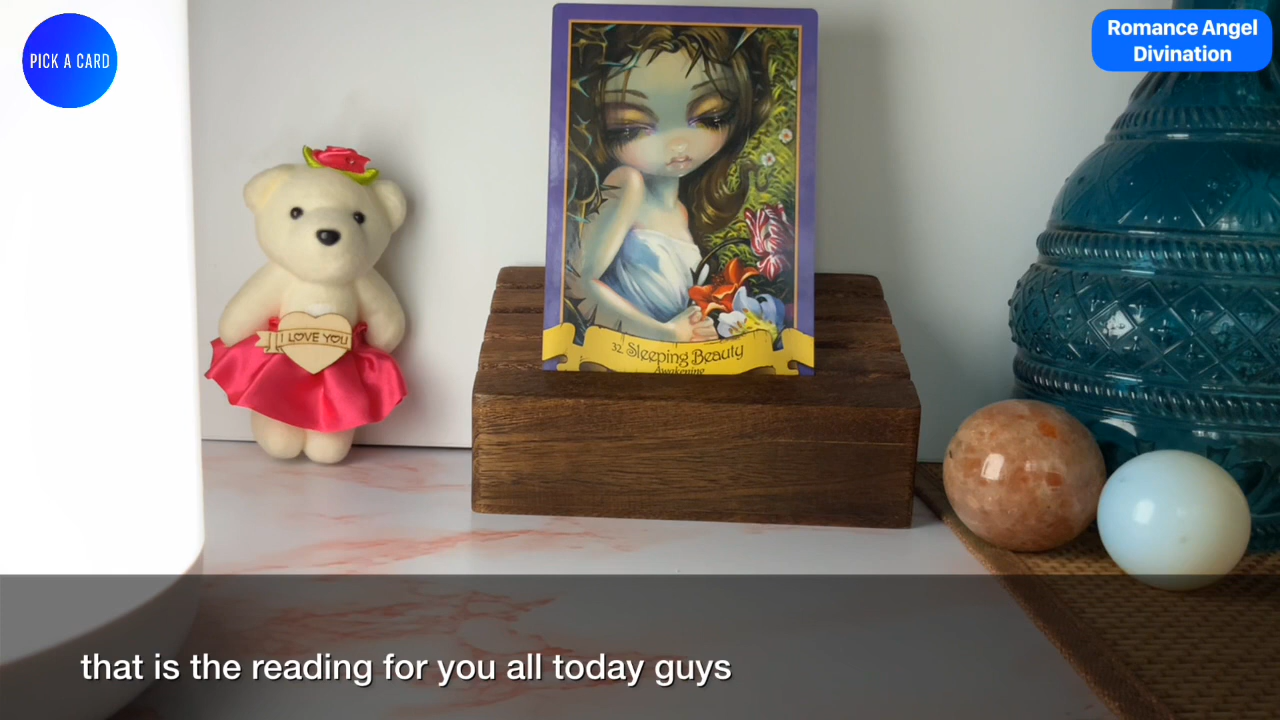 PICK A CARD
Romance Angel
Divination
I LOVE YOU
32 Sleeping Beauty
Awakening
that is the reading for you all today guys